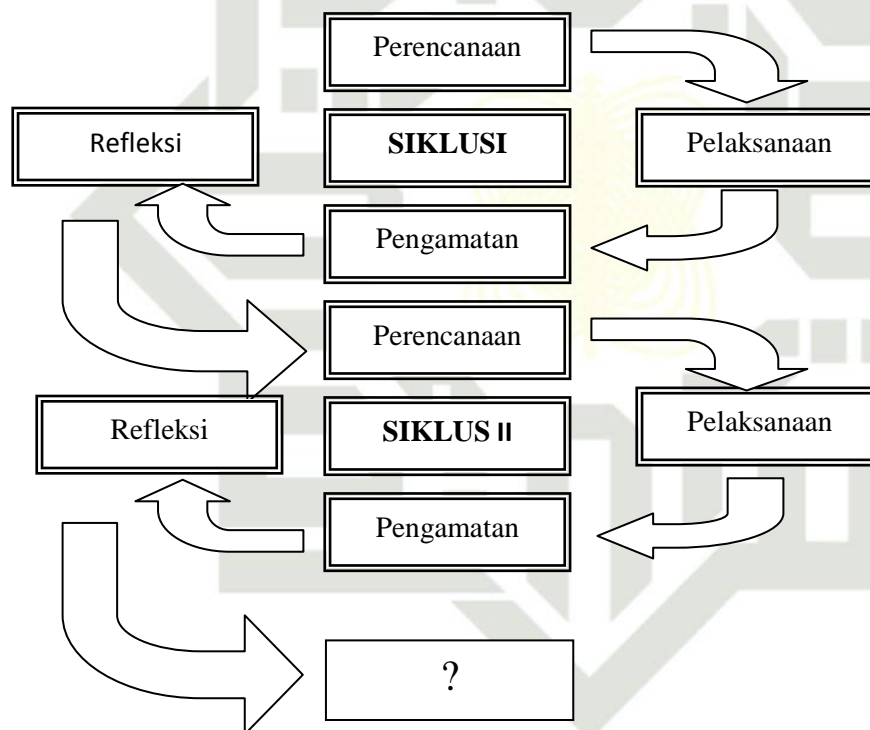 Perencanaan
Refleksi
SIKLUSI
Pelaksanaan
Pengamatan
Perencanaan
Refleksi
SIKLUS II
Pelaksanaan
Pengamatan
?